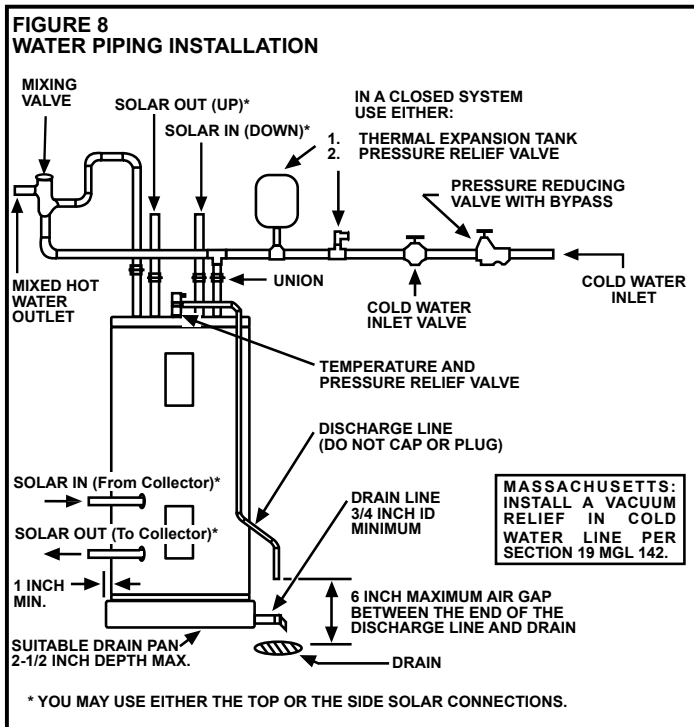 FIGURE 8
WATER PIPING INSTALLATION
MIXING
VALVE
SOLAR OUT (UP)*
SOLAR IN (DOWN)*
IN A CLOSED SYSTEM
USE EITHER:
1. THERMAL EXPANSION TANK
2. PRESSURE RELIEF VALVE
PRESSURE REDUCING
VALVE WITH BYPASS
MIXED HOT
WATER
OUTLET
UNION
COLD WATER
INLET VALVE
COLD WATER
INLET
TEMPERATURE AND
PRESSURE RELIEF VALVE
DISCHARGE LINE
(DO NOT CAP OR PLUG)
SOLAR IN (From Collector)*
SOLAR OUT (To Collector)*
DRAIN LINE
3/4 INCH ID
MINIMUM
MASSACHUSETTS:
INSTALL A VACUUM
RELIEF IN COLD
WATER LINE PER
SECTION 19 MGL 142.
1 INCH
MIN.
6 INCH MAXIMUM AIR GAP
BETWEEN THE END OF THE
DISCHARGE LINE AND DRAIN
SUITABLE DRAIN PAN
2-1/2 INCH DEPTH MAX.
DRAIN
* YOU MAY USE EITHER THE TOP OR THE SIDE SOLAR CONNECTIONS.